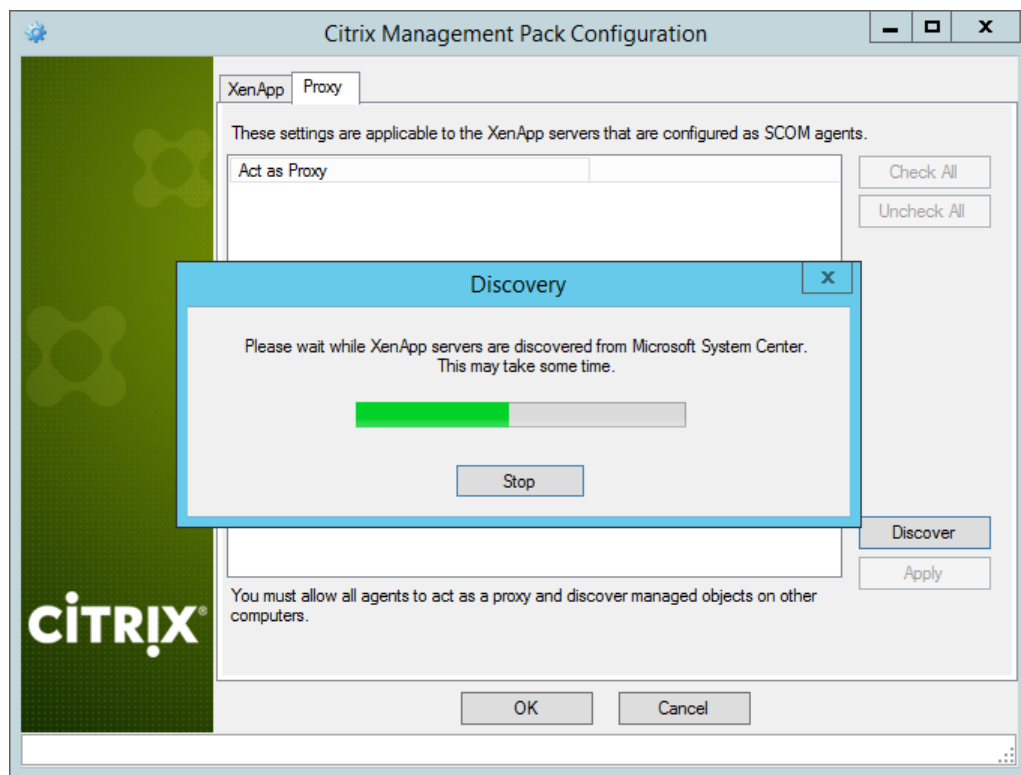 Citrix Management Pack Configuration
XenApp
Proxy
These settings are applicable to the XenApp servers that are configured as SCOM agents.
Act as Proxy
Check All
Uncheck All
Discovery
Please wait while XenApp servers are discovered from Microsoft System Center.
This may take some time.
Stop
Discover
Apply
You must allow all agents to act as a proxy and discover managed objects on other
computers.
CİTRIX®
OK
Cancel